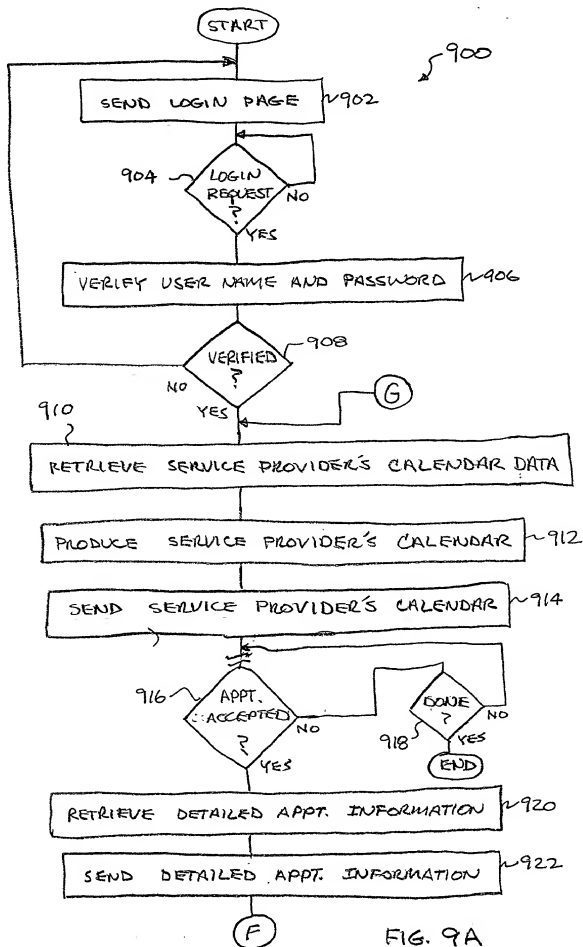 START
900
SEND LOGIN PAGE
902
904
LOGIN
REQUEST
?
NO
YES
VERIFY USER NAME AND PASSWORD
906
VERIFIED
?
908
NO
YES
G
910
RETRIEVE SERVICE PROVIDER'S CALENDAR DATA
PRODUCE SERVICE PROVIDER'S CALENDAR
912
SEND SERVICE PROVIDER'S CALENDAR
914
916
APPT.
ACCEPTED
?
NO
YES
DONE
?
918
NO
YES
END
RETRIEVE DETAILED APPT. INFORMATION
920
SEND DETAILED APPT. INFORMATION
922
F
FIG. 9A